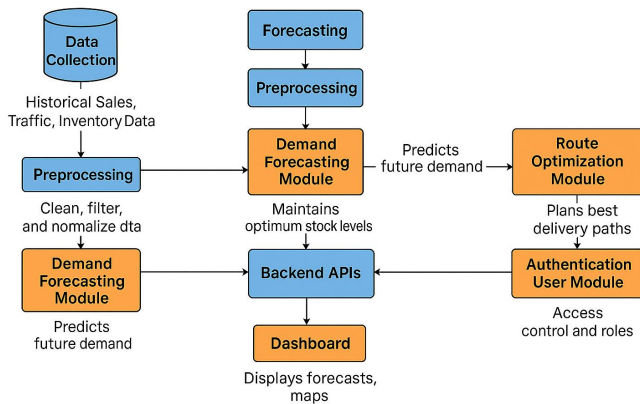 Data
Collection
Historical Sales,
Traffic, Inventory Data
Preprocessing
Clean, filter,
and nomalize dta
Demand
Forecasting
Module
Predicts
future demand
Forecasting
Preprocessing
Demand
Forecasting
Module
Maintains
optimum stock levels
Backend APIs
Dashboard
Displays forecasts,
maps
Predicts
future demand
Route
Optimization
Module
Plans best
delivery paths
Authentication
User Module
Access
control and roles